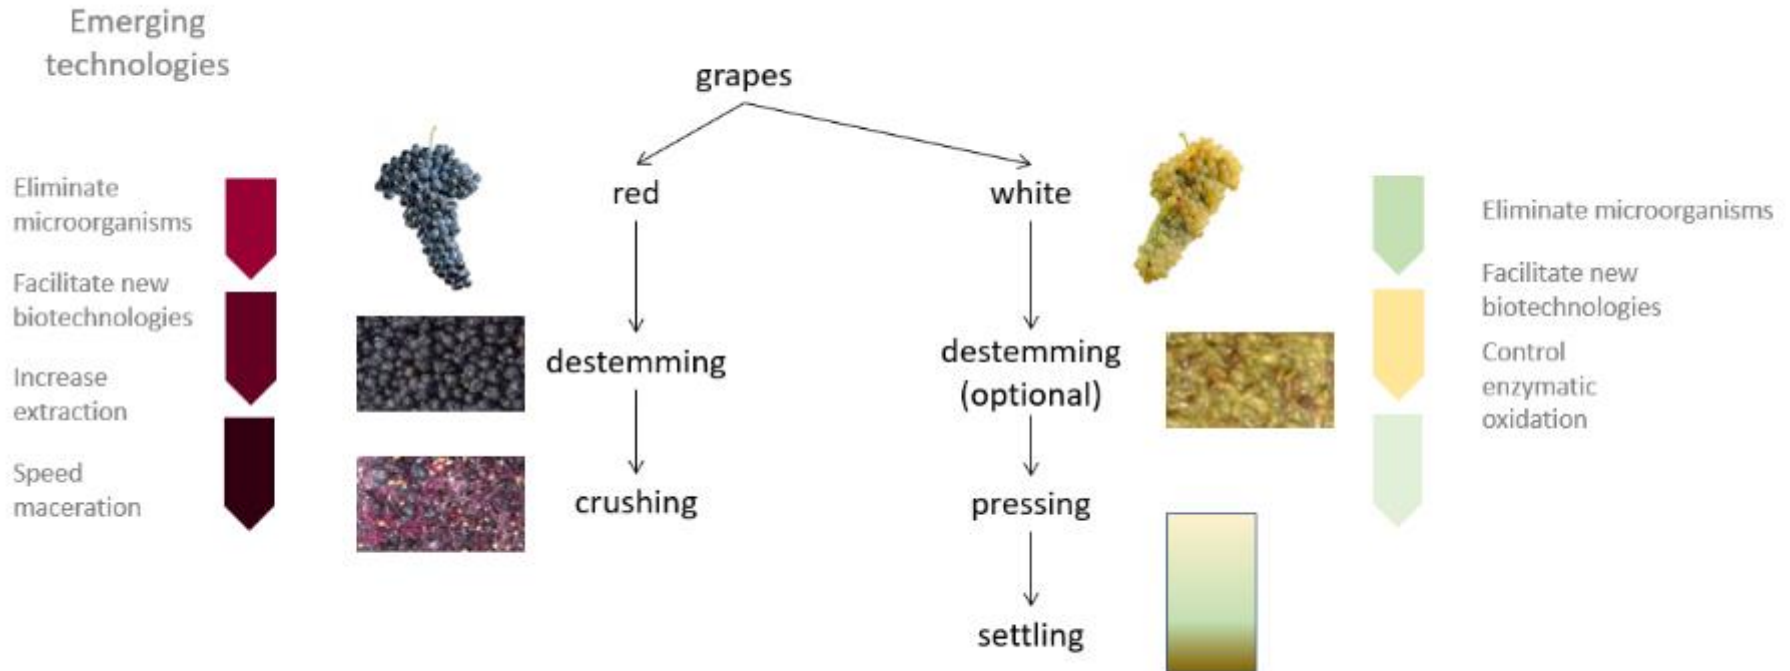 Emerging
technologies
grapes
Eliminate
microorganisms
Facilitate new
biotechnologies
Increase
extraction
Speed
maceration
red
destemming
crushing
white
destemming
(optional)
pressing
settling
Eliminate microorganisms
Facilitate new
biotechnologies
Control
enzymatic
oxidation